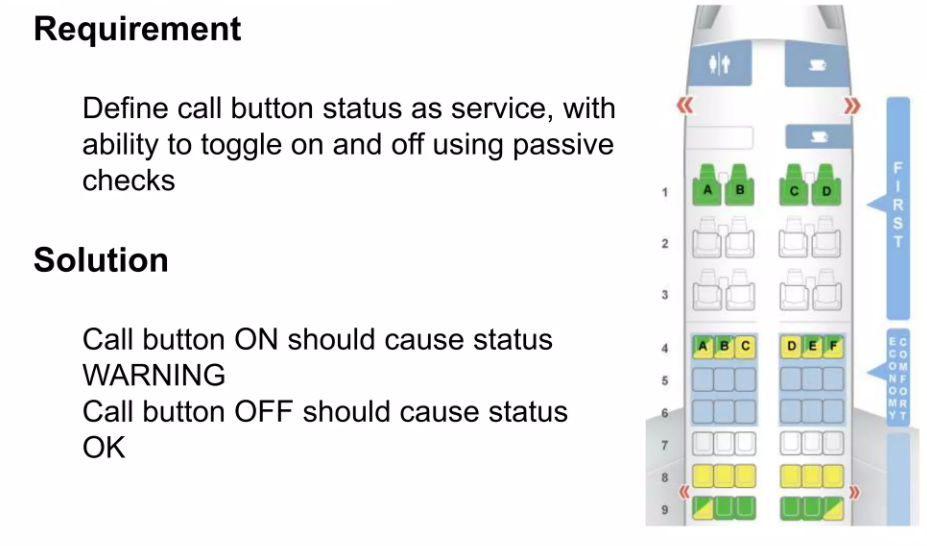 Requirement
Define call button status as service, with
ability to toggle on and off using passive
checks
Solution
Call button ON should cause status
WARNING
Call button OFF should cause status
OK
FIRST
1 A B C D
2
3
ECONOMY COMFORT
4 A B C D E F
5
6
7
8
9